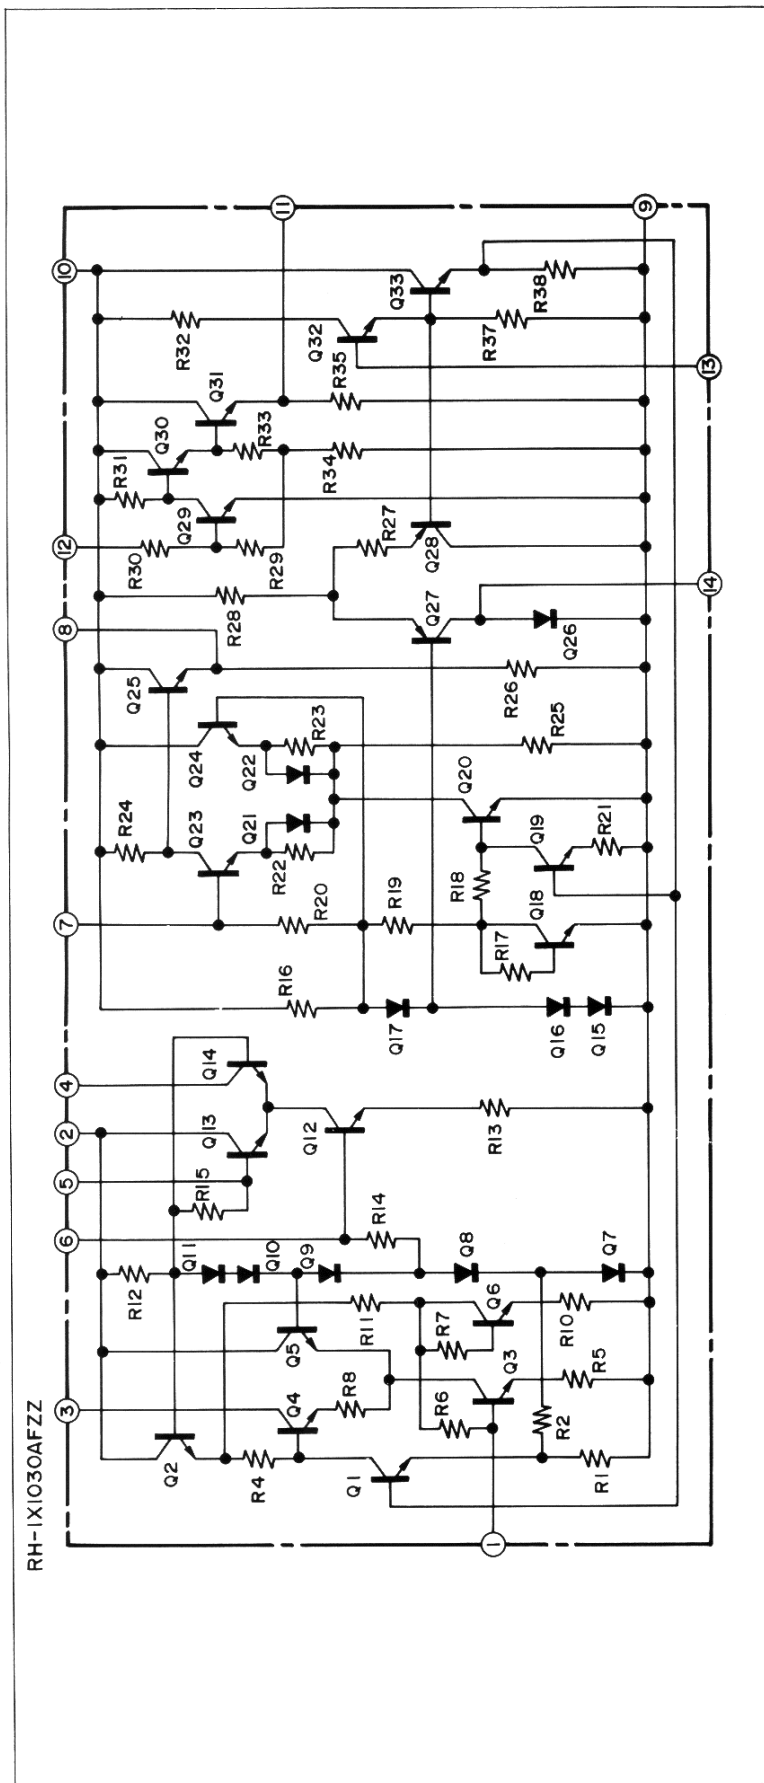 RH-IX1030AFZZ
3
6
5
2
4
7
8
12
10
11
9
13
14
1
R12
Q11
Q10
Q9
R15
Q13
Q14
Q12
R14
Q8
Q7
R13
Q2
R4
Q4
Q5
R8
R11
R7
Q6
R10
R6
Q3
R5
R2
R1
Q1
R16
Q17
Q16
Q15
R20
R19
R17
R18
Q18
Q19
R21
Q20
R24
Q23
Q21
R22
Q24
Q22
R23
R25
Q25
R26
R28
Q27
Q26
R27
Q28
R30
Q29
R29
R31
Q30
R33
R34
Q31
R35
R32
Q32
R37
Q33
R38